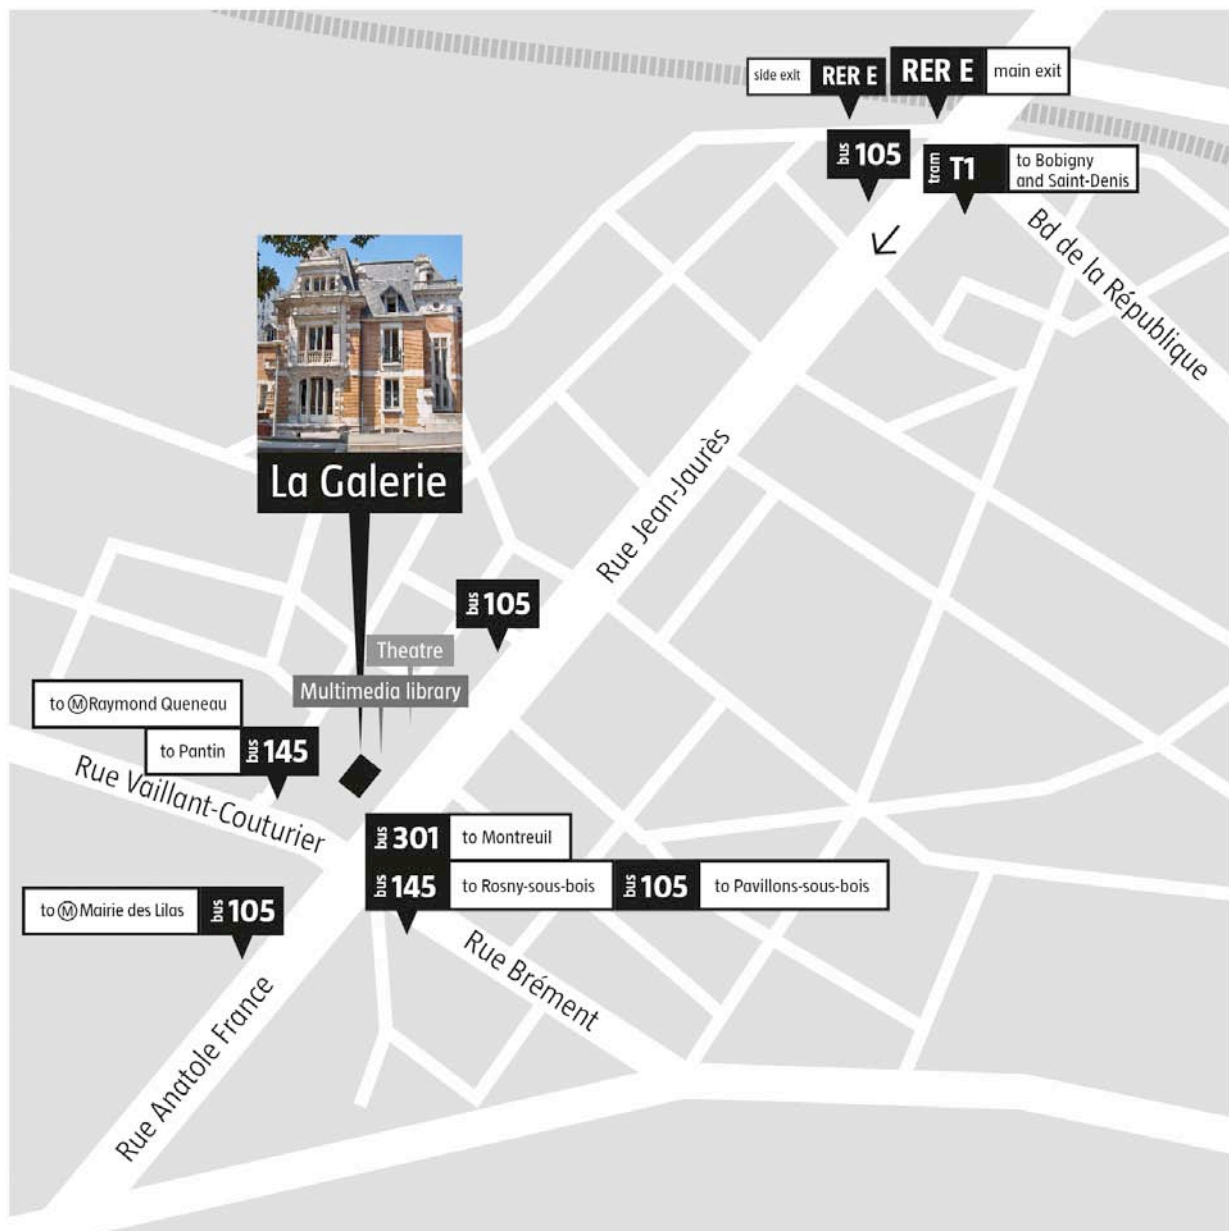 side exit RER E
RER E main exit
bus 105
tram T1 to Bobigny
and Saint-Denis
Bd de la République
La Galerie
Rue Jean-Jaurès
bus 105
Theatre
Multimedia library
to M Raymond Queneau
to Pantin bus 145
Rue Vaillant-Couturier
bus 301 to Montreuil
bus 145 to Rosny-sous-bois bus 105 to Pavillons-sous-bois
to M Mairie des Lilas bus 105
Rue Brément
Rue Anatole France